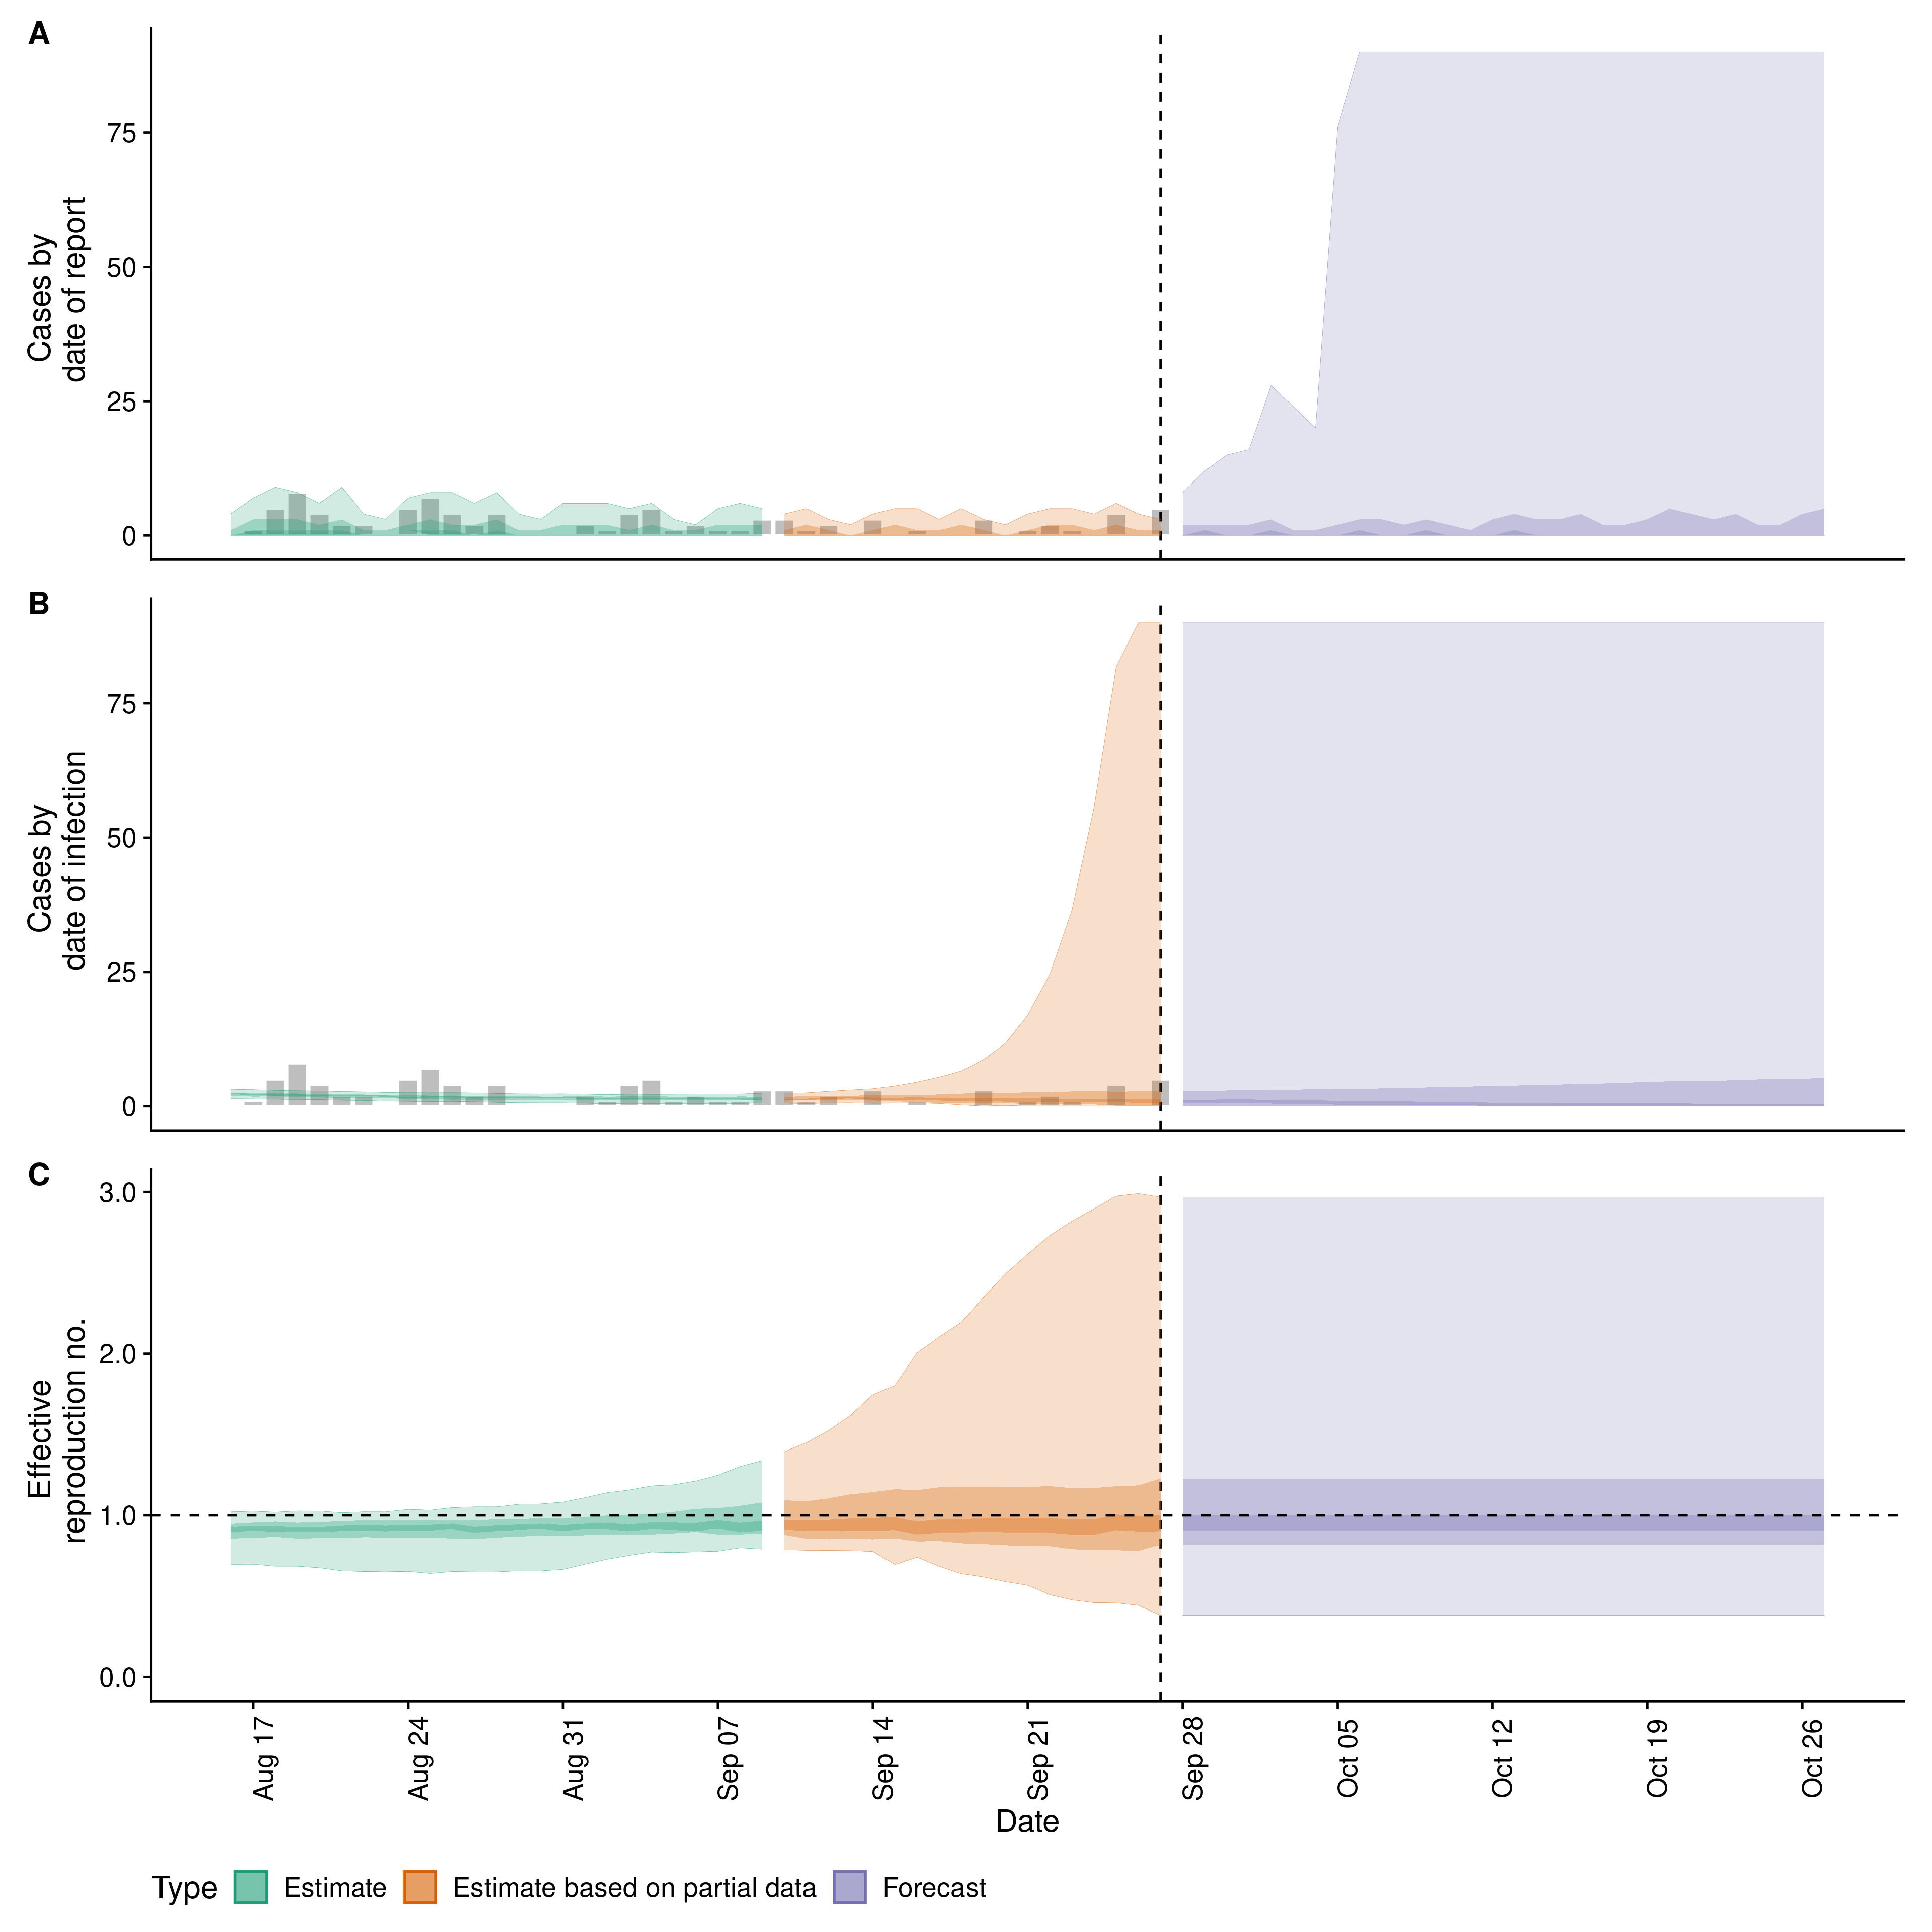 A
Cases by
date of report
75
50
25
0
B
Cases by
date of infection
75
50
25
0
C
Effective
reproduction no.
3.0
2.0
1.0
0.0
Aug 17
Aug 24
Aug 31
Sep 07
Sep 14
Sep 21
Sep 28
Oct 05
Oct 12
Oct 19
Oct 26
Date
Type Estimate Estimate based on partial data Forecast